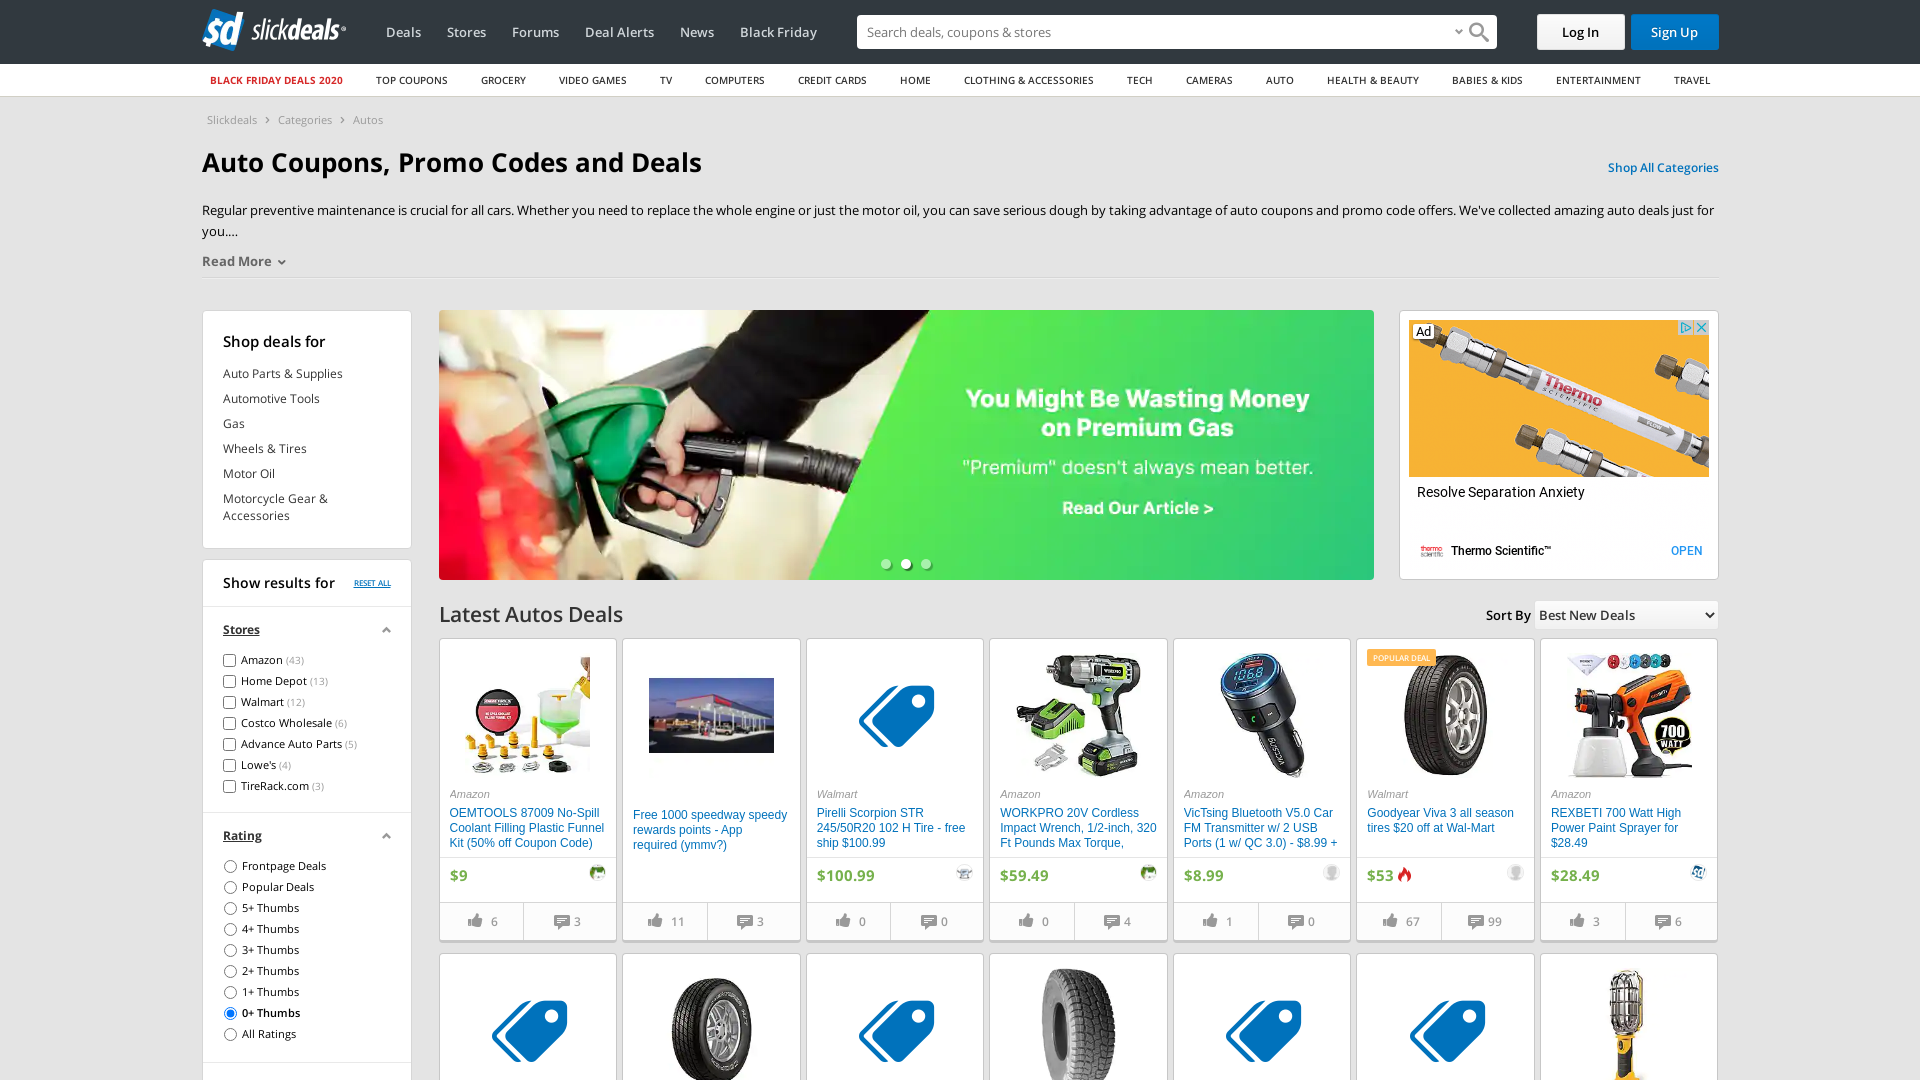 slickdeals
Deals
Stores
Forums
Deal Alerts
News
Black Friday
Search deals, coupons & stores
Log In
Sign Up
BLACK FRIDAY DEALS 2020
TOP COUPONS
GROCERY
VIDEO GAMES
TV
COMPUTERS
CREDIT CARDS
HOME
CLOTHING & ACCESSORIES
TECH
CAMERAS
AUTO
HEALTH & BEAUTY
BABIES & KIDS
ENTERTAINMENT
TRAVEL
Slickdeals
Categories
Autos
Auto Coupons, Promo Codes and Deals
Shop All Categories
Regular preventive maintenance is crucial for all cars. Whether you need to replace the whole engine or just the motor oil, you can save serious dough by taking advantage of auto coupons and promo code offers. We've collected amazing auto deals just for
you....
Read More
Shop deals for
Auto Parts & Supplies
Automotive Tools
Gas
Wheels & Tires
Motor Oil
Motorcycle Gear &
Accessories
Show results for
RESET ALL
Stores
Amazon (43)
Home Depot (13)
Walmart (12)
Costco Wholesale (6)
Advance Auto Parts (5)
Lowe's (4)
TireRack.com (3)
Rating
Frontpage Deals
Popular Deals
5+ Thumbs
4+ Thumbs
3+ Thumbs
2+ Thumbs
1+ Thumbs
0+ Thumbs
All Ratings
You Might Be Wasting Money
on Premium Gas
"Premium" doesn't always mean better.
Read Our Article >
Ad
Thermo
SCIENTIFIC
FLOW
Resolve Separation Anxiety
thermo
scientific
Thermo Scientific™
OPEN
Latest Autos Deals
Sort By
Best New Deals
Amazon
OEMTOOLS 87009 No-Spill
Coolant Filling Plastic Funnel
Kit (50% off Coupon Code)
$9
6
3
Free 1000 speedway speedy
rewards points - App
required (ymmv?)
11
3
Walmart
Pirelli Scorpion STR
245/50R20 102 H Tire - free
ship $100.99
$100.99
0
0
WORKPRO
Amazon
WORKPRO 20V Cordless
Impact Wrench, 1/2-inch, 320
Ft Pounds Max Torque,
$59.49
0
4
106.8
VICTSING
Amazon
VicTsing Bluetooth V5.0 Car
FM Transmitter w/ 2 USB
Ports (1 w/ QC 3.0) - $8.99 +
$8.99
1
0
POPULAR DEAL
Walmart
Goodyear Viva 3 all season
tires $20 off at Wal-Mart
$53
67
99
700
WATT
Amazon
REXBETI 700 Watt High
Power Paint Sprayer for
$28.49
$28.49
3
6